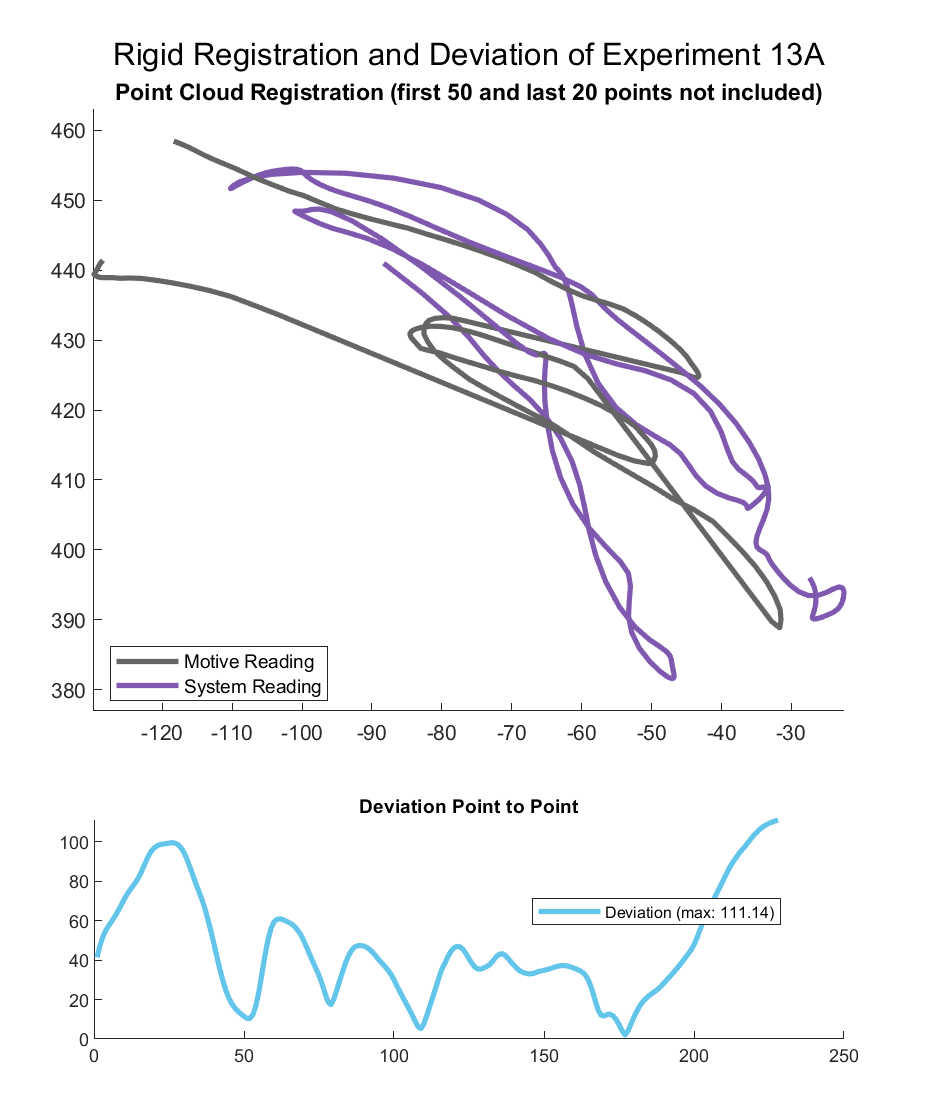 Rigid Registration and Deviation of Experiment 13A
Point Cloud Registration (first 50 and last 20 points not included)
460
450
440
430
420
410
400
390
380
Motive Reading
System Reading
-120 -110 -100 -90 -80 -70 -60 -50 -40 -30
Deviation Point to Point
100
80
60
40
20
0
Deviation (max: 111.14)
0 50 100 150 200 250